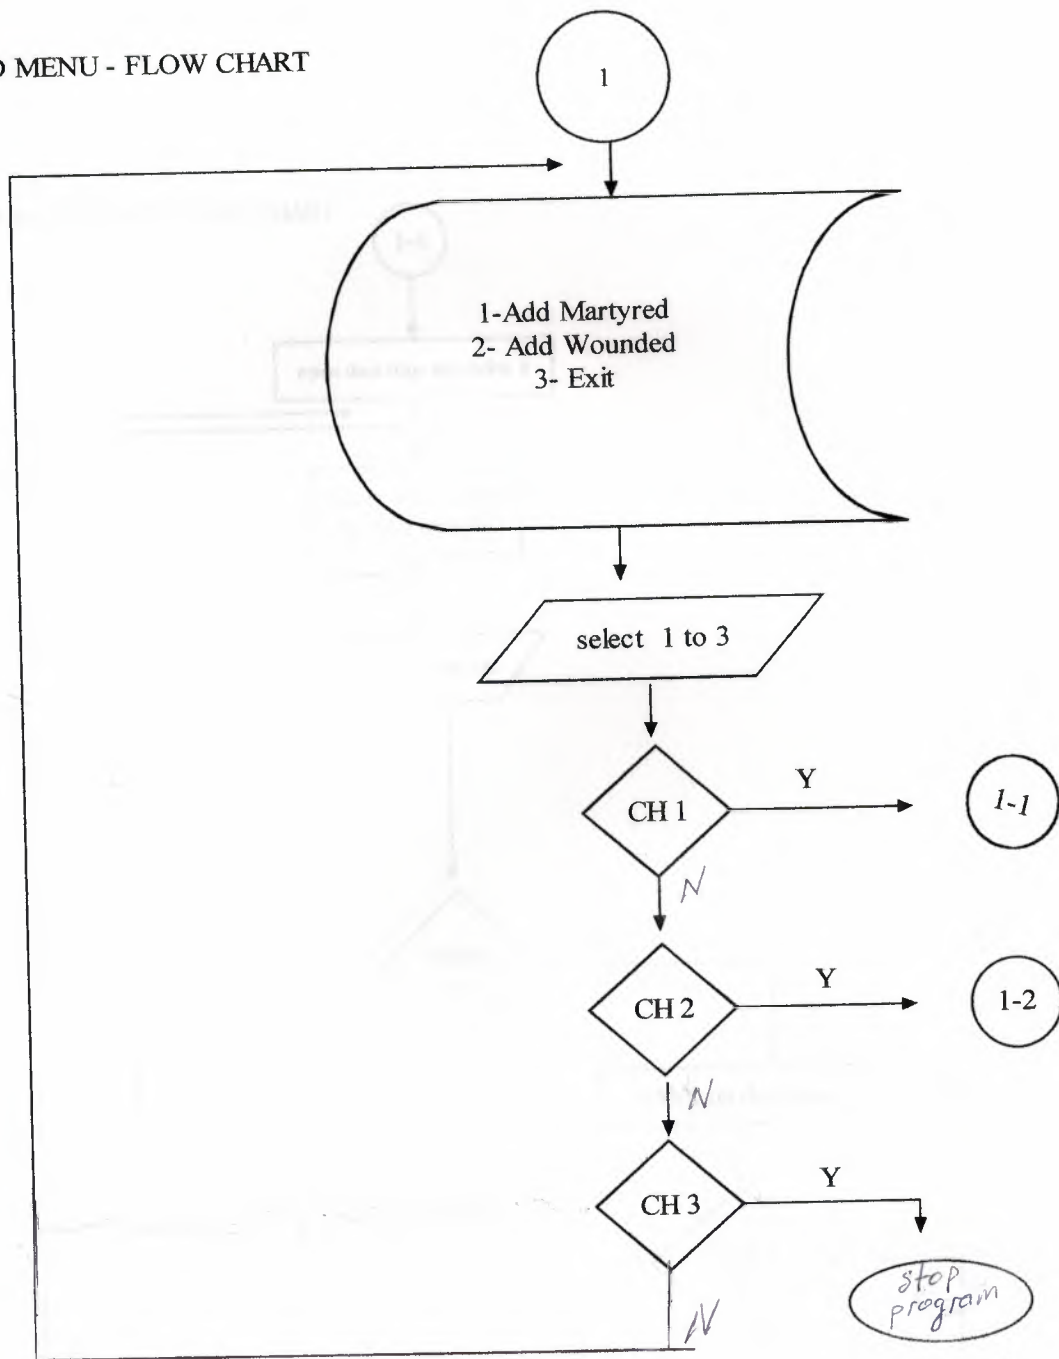 MENU - FLOW CHART
1
1-Add Martyred
2- Add Wounded
3- Exit
select 1 to 3
CH 1
Y
1-1
N
CH 2
Y
1-2
N
CH 3
Y
stop
program
N